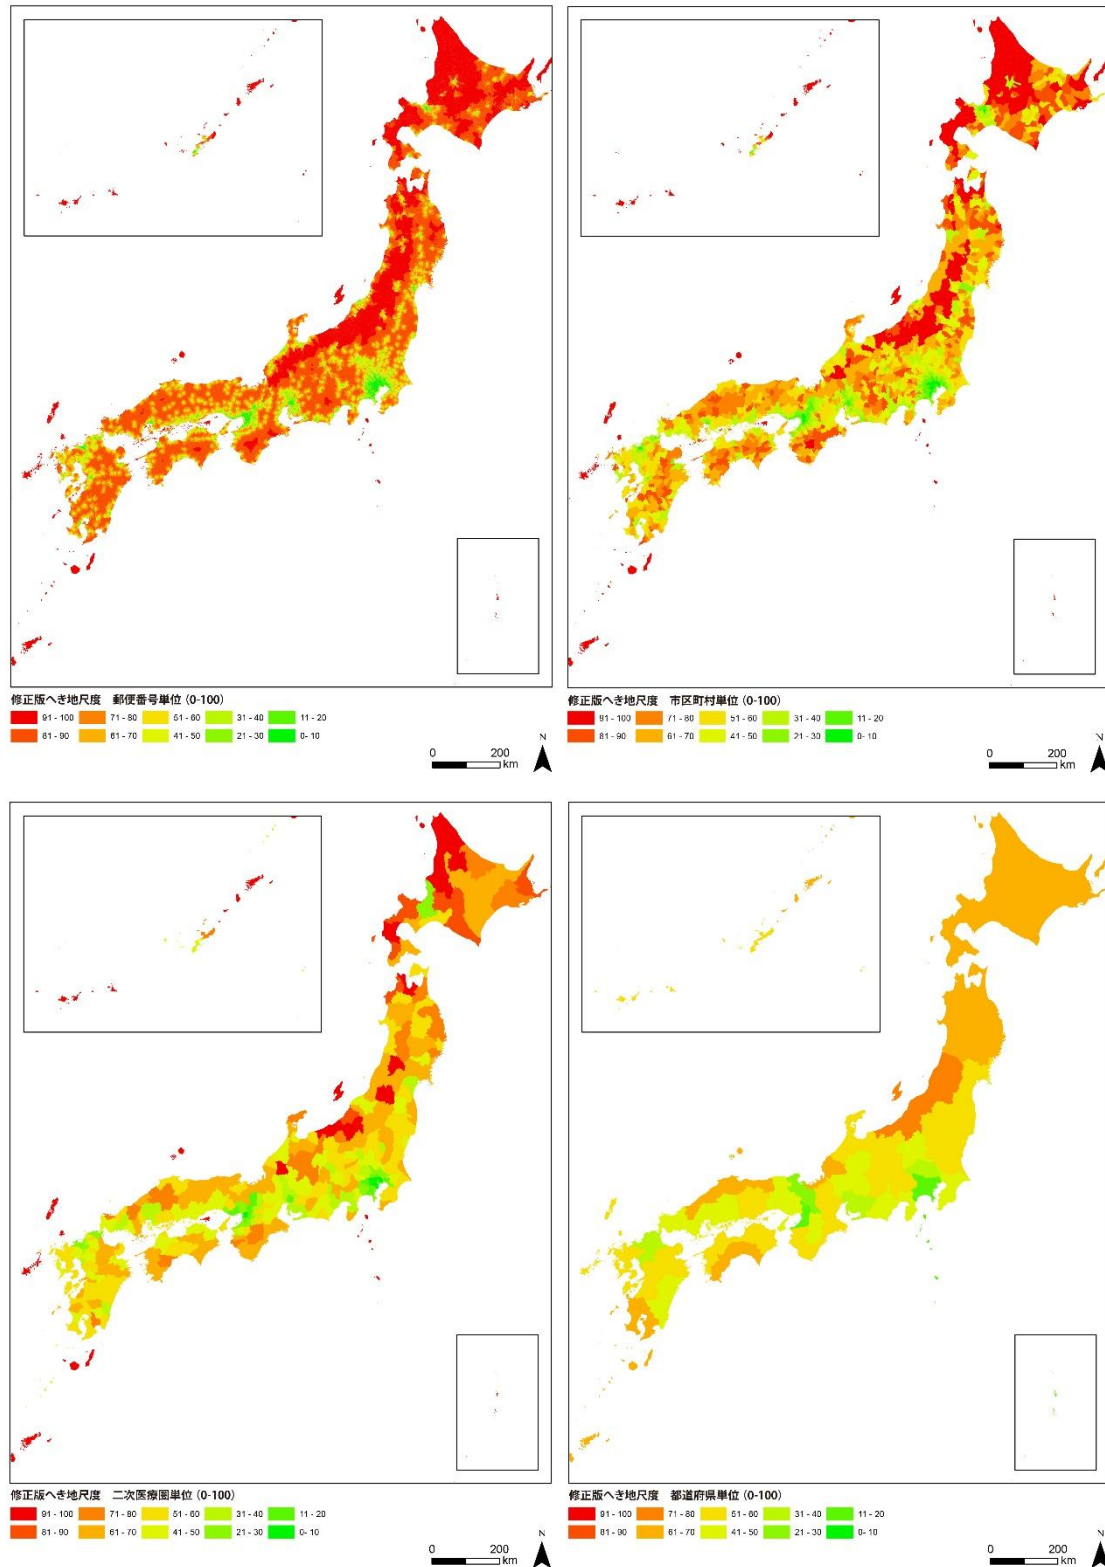 修正版へき地尺度 郵便番号単位 (0-100)
91 - 100 71 - 80 51 - 60 31 - 40 11 - 20
81 - 90 61 - 70 41 - 50 21 - 30 0- 10
0 200
km
N
修正版へき地尺度 市区町村単位 (0-100)
91 - 100 71 - 80 51 - 60 31 - 40 11 - 20
81 - 90 61 - 70 41 - 50 21 - 30 0- 10
0 200
km
N
修正版へき地尺度 二次医療圏単位 (0-100)
91 - 100 71 - 80 51 - 60 31 - 40 11 - 20
81 - 90 61 - 70 41 - 50 21 - 30 0- 10
0 200
km
N
修正版へき地尺度 都道府県単位 (0-100)
91 - 100 71 - 80 51 - 60 31 - 40 11 - 20
81 - 90 61 - 70 41 - 50 21 - 30 0- 10
0 200
km
N